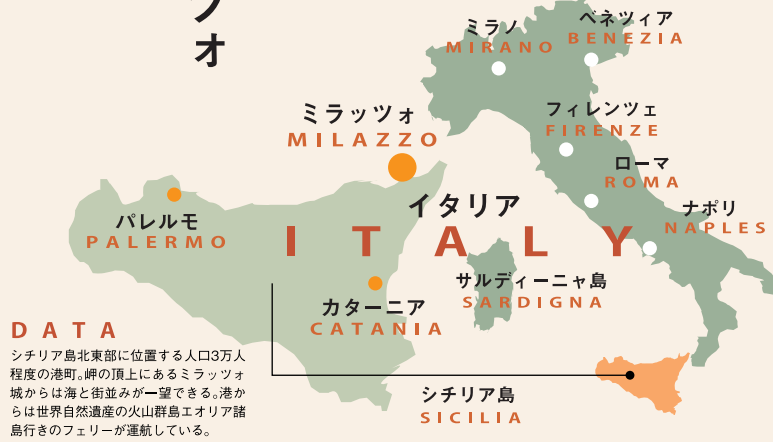 ツォ
ミラノ
MIRANO
ベネツィア
BENEZIA
ミラッツォ
MILAZZO
フィレンツェ
FIRENZE
ローマ
ROMA
イタリア
ITALY
ナポリ
NAPLES
パレルモ
PALERMO
サルディーニャ島
SARDIGNA
カターニア
CATANIA
シチリア島
SICILIA
DATA
シチリア島北東部に位置する人口3万人
程度の港町。岬の頂上にあるミラッツォ
城からは海と街並みが一望できる。港か
らは世界自然遺産の火山群島エオリア諸
島行きのフェリーが運航している。